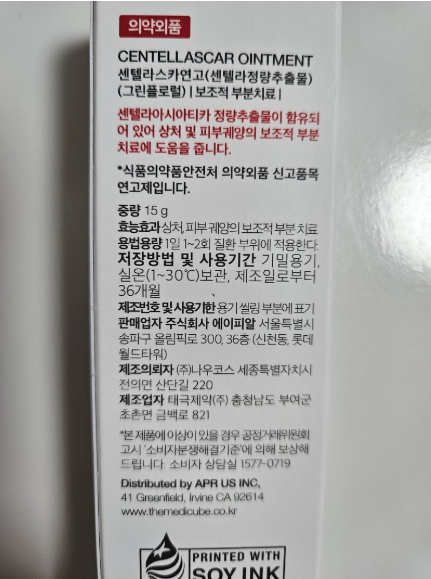 의약외품
CENTELLASCAR OINTMENT
센텔라스카연고(센텔라정량추출물)
(그린플로럴) | 보조적 부분치료 |
센텔라아시아티카 정량추출물이 함유되
어 있어 상처 및 피부궤양의 보조적 부분
치료에 도움을 줍니다.
*식품의약품안전처 의약외품 신고품목
연고제입니다.
중량 15 g
효능효과 상처, 피부 궤양의 보조적 부분 치료
용법용량 1일 1~2회 질환 부위에 적용한다.
저장방법 및 사용기간 기밀용기,
실온(1~30℃)보관, 제조일로부터
36개월
제조번호 및 사용기한 용기 씰링 부분에 표기
판매업자 주식회사 에이피알 서울특별시
송파구 올림픽로 300, 36층 (신천동, 롯데
월드타워)
제조의뢰자 (주)나우코스 세종특별자치시
전의면 산단길 220
제조업자 태극제약(주) 충청남도 부여군
초촌면 금백로 821
*본 제품에 이상이 있을 경우 공정거래위원회
고시 '소비자분쟁해결기준'에 의해 보상해
드립니다. 소비자 상담실 1577-0719
Distributed by APR US INC,
41 Greenfield, Irvine CA 92614
www.themedicube.co.kr
PRINTED WITH
SOY INK